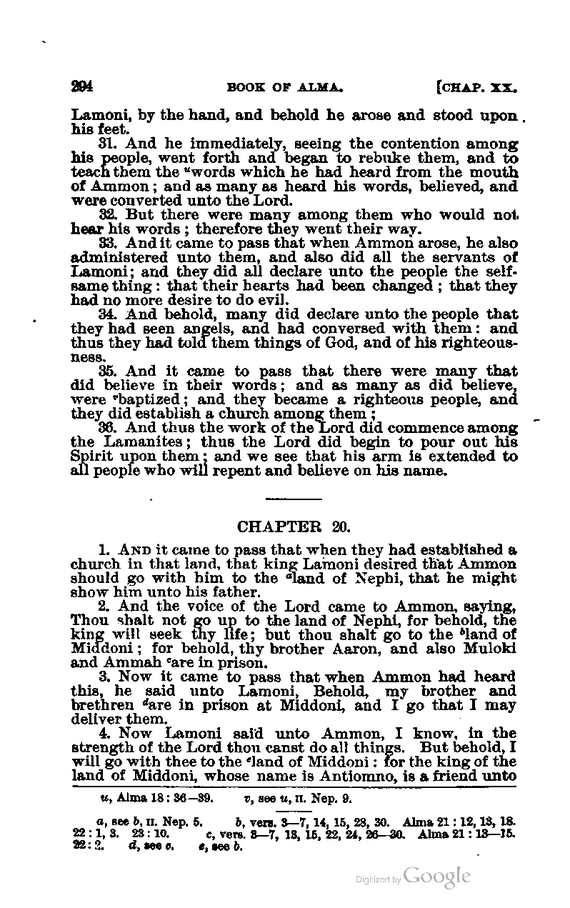 294 BOOK OF ALMA. [CHAP. XX.
Lamoni, by the hand, and behold he arose and stood upon
his feet.
31. And he immediately, seeing the contention among
his people, went forth and began to rebuke them, and to
teach them the ᵘwords which he had heard from the mouth
of Ammon; and as many as heard his words, believed, and
were converted unto the Lord.
32. But there were many among them who would not
hear his words; therefore they went their way.
33. And it came to pass that when Ammon arose, he also
administered unto them, and also did all the servants of
Lamoni; and they did all declare unto the people the self-
same thing: that their hearts had been changed; that they
had no more desire to do evil.
34. And behold, many did declare unto the people that
they had seen angels, and had conversed with them: and
thus they had told them things of God, and of his righteous-
ness.
35. And it came to pass that there were many that
did believe in their words; and as many as did believe,
were ᵛbaptized; and they became a righteous people, and
they did establish a church among them;
36. And thus the work of the Lord did commence among
the Lamanites; thus the Lord did begin to pour out his
Spirit upon them; and we see that his arm is extended to
all people who will repent and believe on his name.
CHAPTER 20.
1. AND it came to pass that when they had established a
church in that land, that king Lamoni desired that Ammon
should go with him to the ᵃland of Nephi, that he might
show him unto his father.
2. And the voice of the Lord came to Ammon, saying,
Thou shalt not go up to the land of Nephi, for behold, the
king will seek thy life; but thou shalt go to the ᵇland of
Middoni; for behold, thy brother Aaron, and also Muloki
and Ammah ᶜare in prison.
3. Now it came to pass that when Ammon had heard
this, he said unto Lamoni, Behold, my brother and
brethren ᵈare in prison at Middoni, and I go that I may
deliver them.
4. Now Lamoni said unto Ammon, I know, in the
strength of the Lord thou canst do all things. But behold, I
will go with thee to the ᵉland of Middoni: for the king of the
land of Middoni, whose name is Antiomno, is a friend unto
u, Alma 18: 36—39. v, see u, II. Nep. 9.
a, see b, II. Nep. 5. b, vers. 3—7, 14, 15, 28, 30. Alma 21: 12, 13, 18.
22: 1, 3. 23: 10. c, vers. 3—7, 13, 15, 22, 24, 26—30. Alma 21: 13—15.
22: 2. d, see c. e, see b.
Digitized by Google